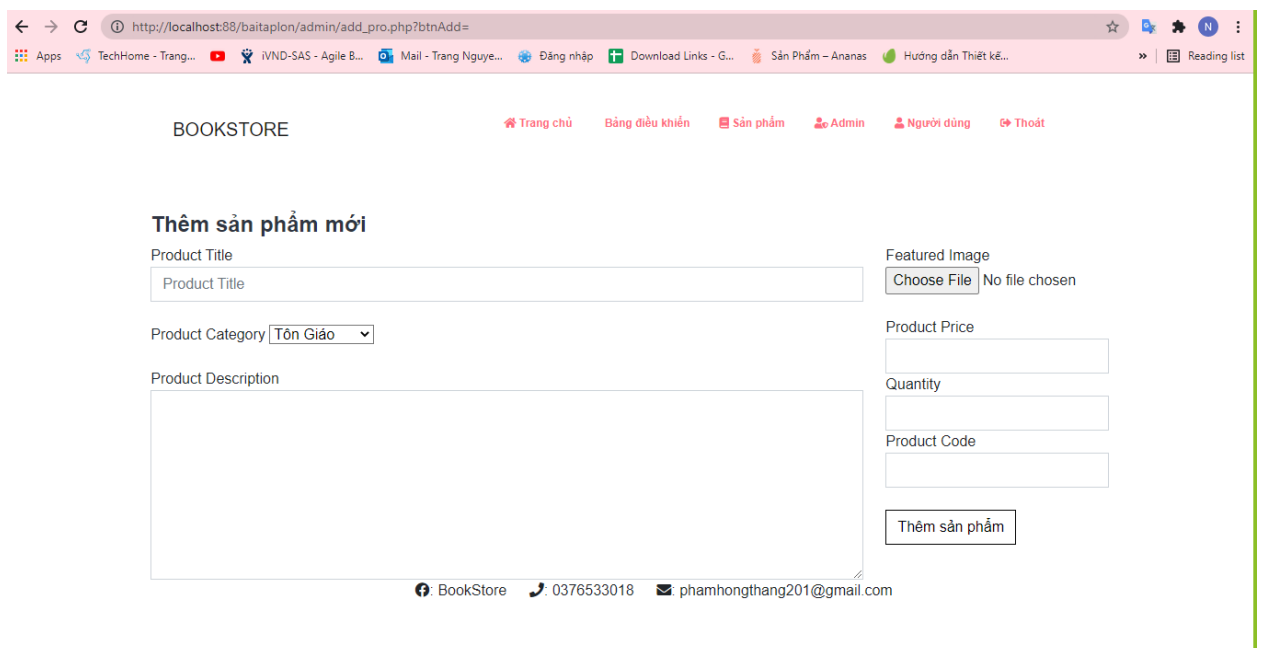 http://localhost:88/baitaplon/admin/add_pro.php?btnAdd= N
Apps TechHome - Trang... iVND-SAS - Agile B... Mail - Trang Nguye... Đăng nhập Download Links - G... Sản Phẩm – Ananas Hướng dẫn Thiết kế... » Reading list
BOOKSTORE Trang chủ Bảng điều khiển Sản phẩm Admin Người dùng Thoát
Thêm sản phẩm mới
Product Title
Product Title
Product Category Tôn Giáo
Product Description
Featured Image
Choose File No file chosen
Product Price
Quantity
Product Code
Thêm sản phẩm
: BookStore : 0376533018 : phamhongthang201@gmail.com